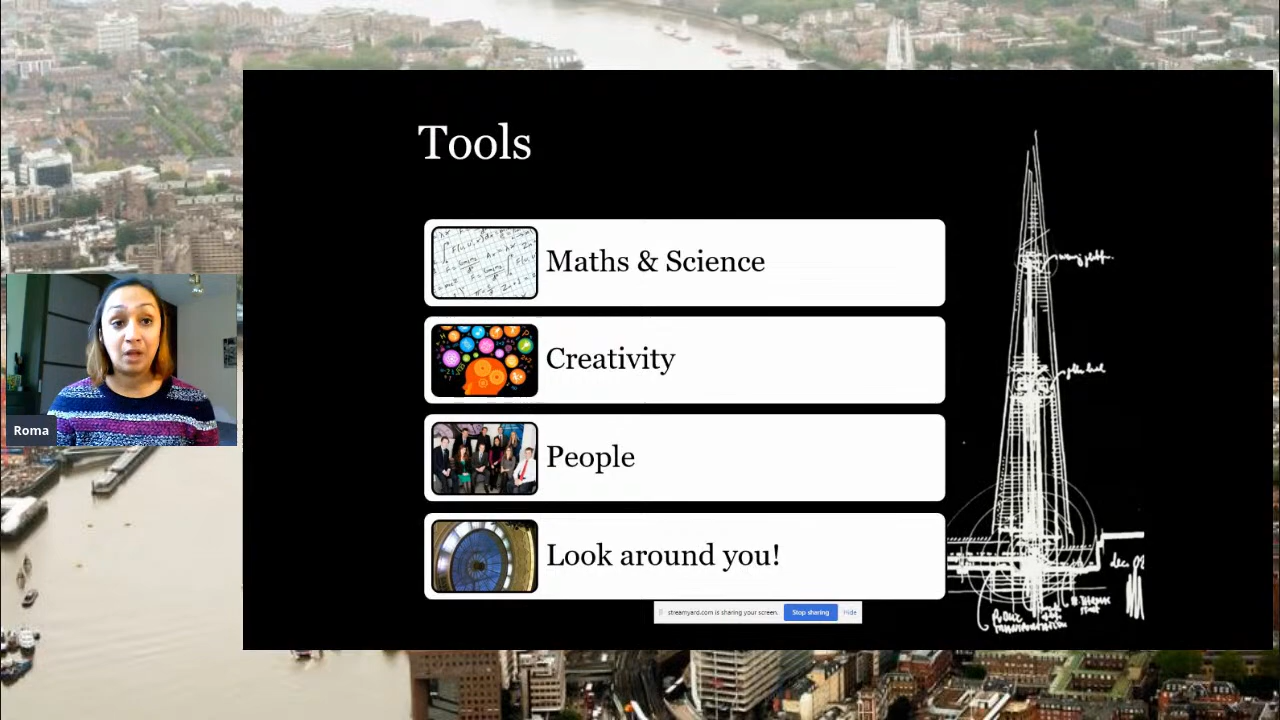 Tools
Maths & Science
Creativity
People
Look around you!
streamyard.com is sharing your screen.
Stop sharing
Hide
Roma